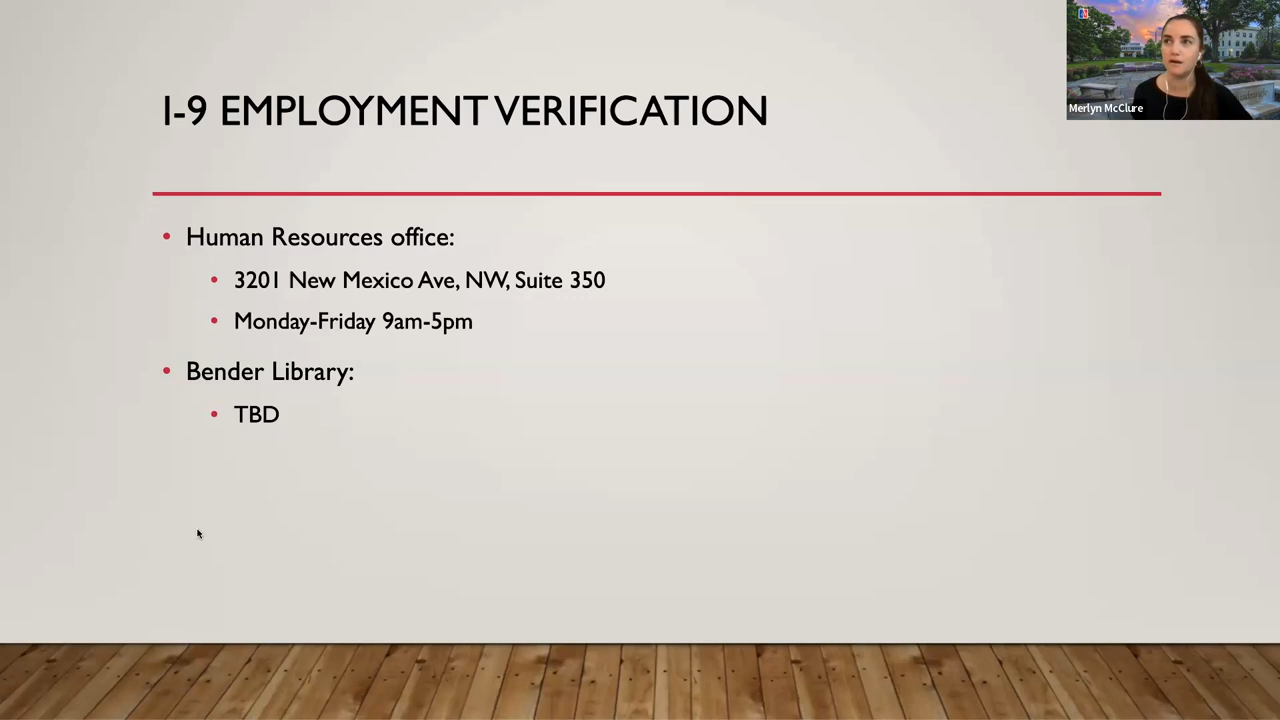 I-9 EMPLOYMENT VERIFICATION
Human Resources office:
3201 New Mexico Ave, NW, Suite 350
Monday-Friday 9am-5pm
Bender Library:
TBD
Merlyn McClure